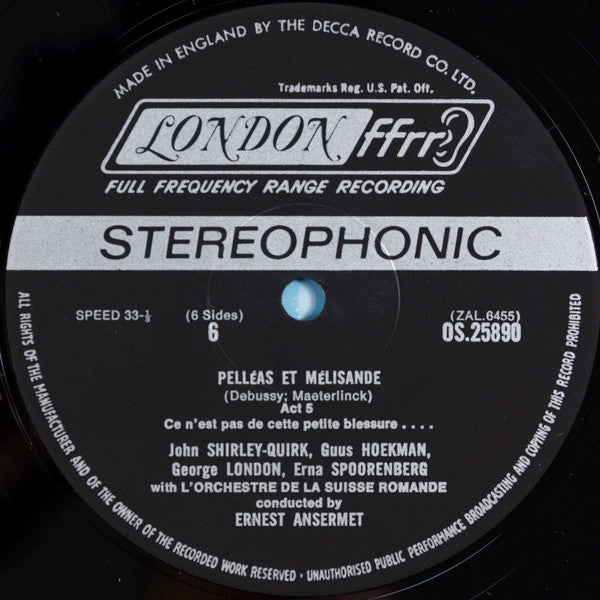 MADE IN ENGLAND BY THE DECCA RECORD CO. LTD.
Trademarks Reg. U.S. Pat. Off.
LONDON ffrr
FULL FREQUENCY RANGE RECORDING
STEREOPHONIC
SPEED 33-⅓ (6 Sides) (ZAL.6455)
6 OS.25890
PELLÉAS ET MÉLISANDE
(Debussy; Maeterlinck)
Act 5
Ce n'est pas de cette petite blessure ....
John SHIRLEY-QUIRK, Guus HOEKMAN,
George LONDON, Erna SPOORENBERG
with L'ORCHESTRE DE LA SUISSE ROMANDE
conducted by
ERNEST ANSERMET
ALL RIGHTS OF THE MANUFACTURER AND OF THE OWNER OF THE RECORDED WORK RESERVED · UNAUTHORISED PUBLIC PERFORMANCE BROADCASTING AND COPYING OF THIS RECORD PROHIBITED